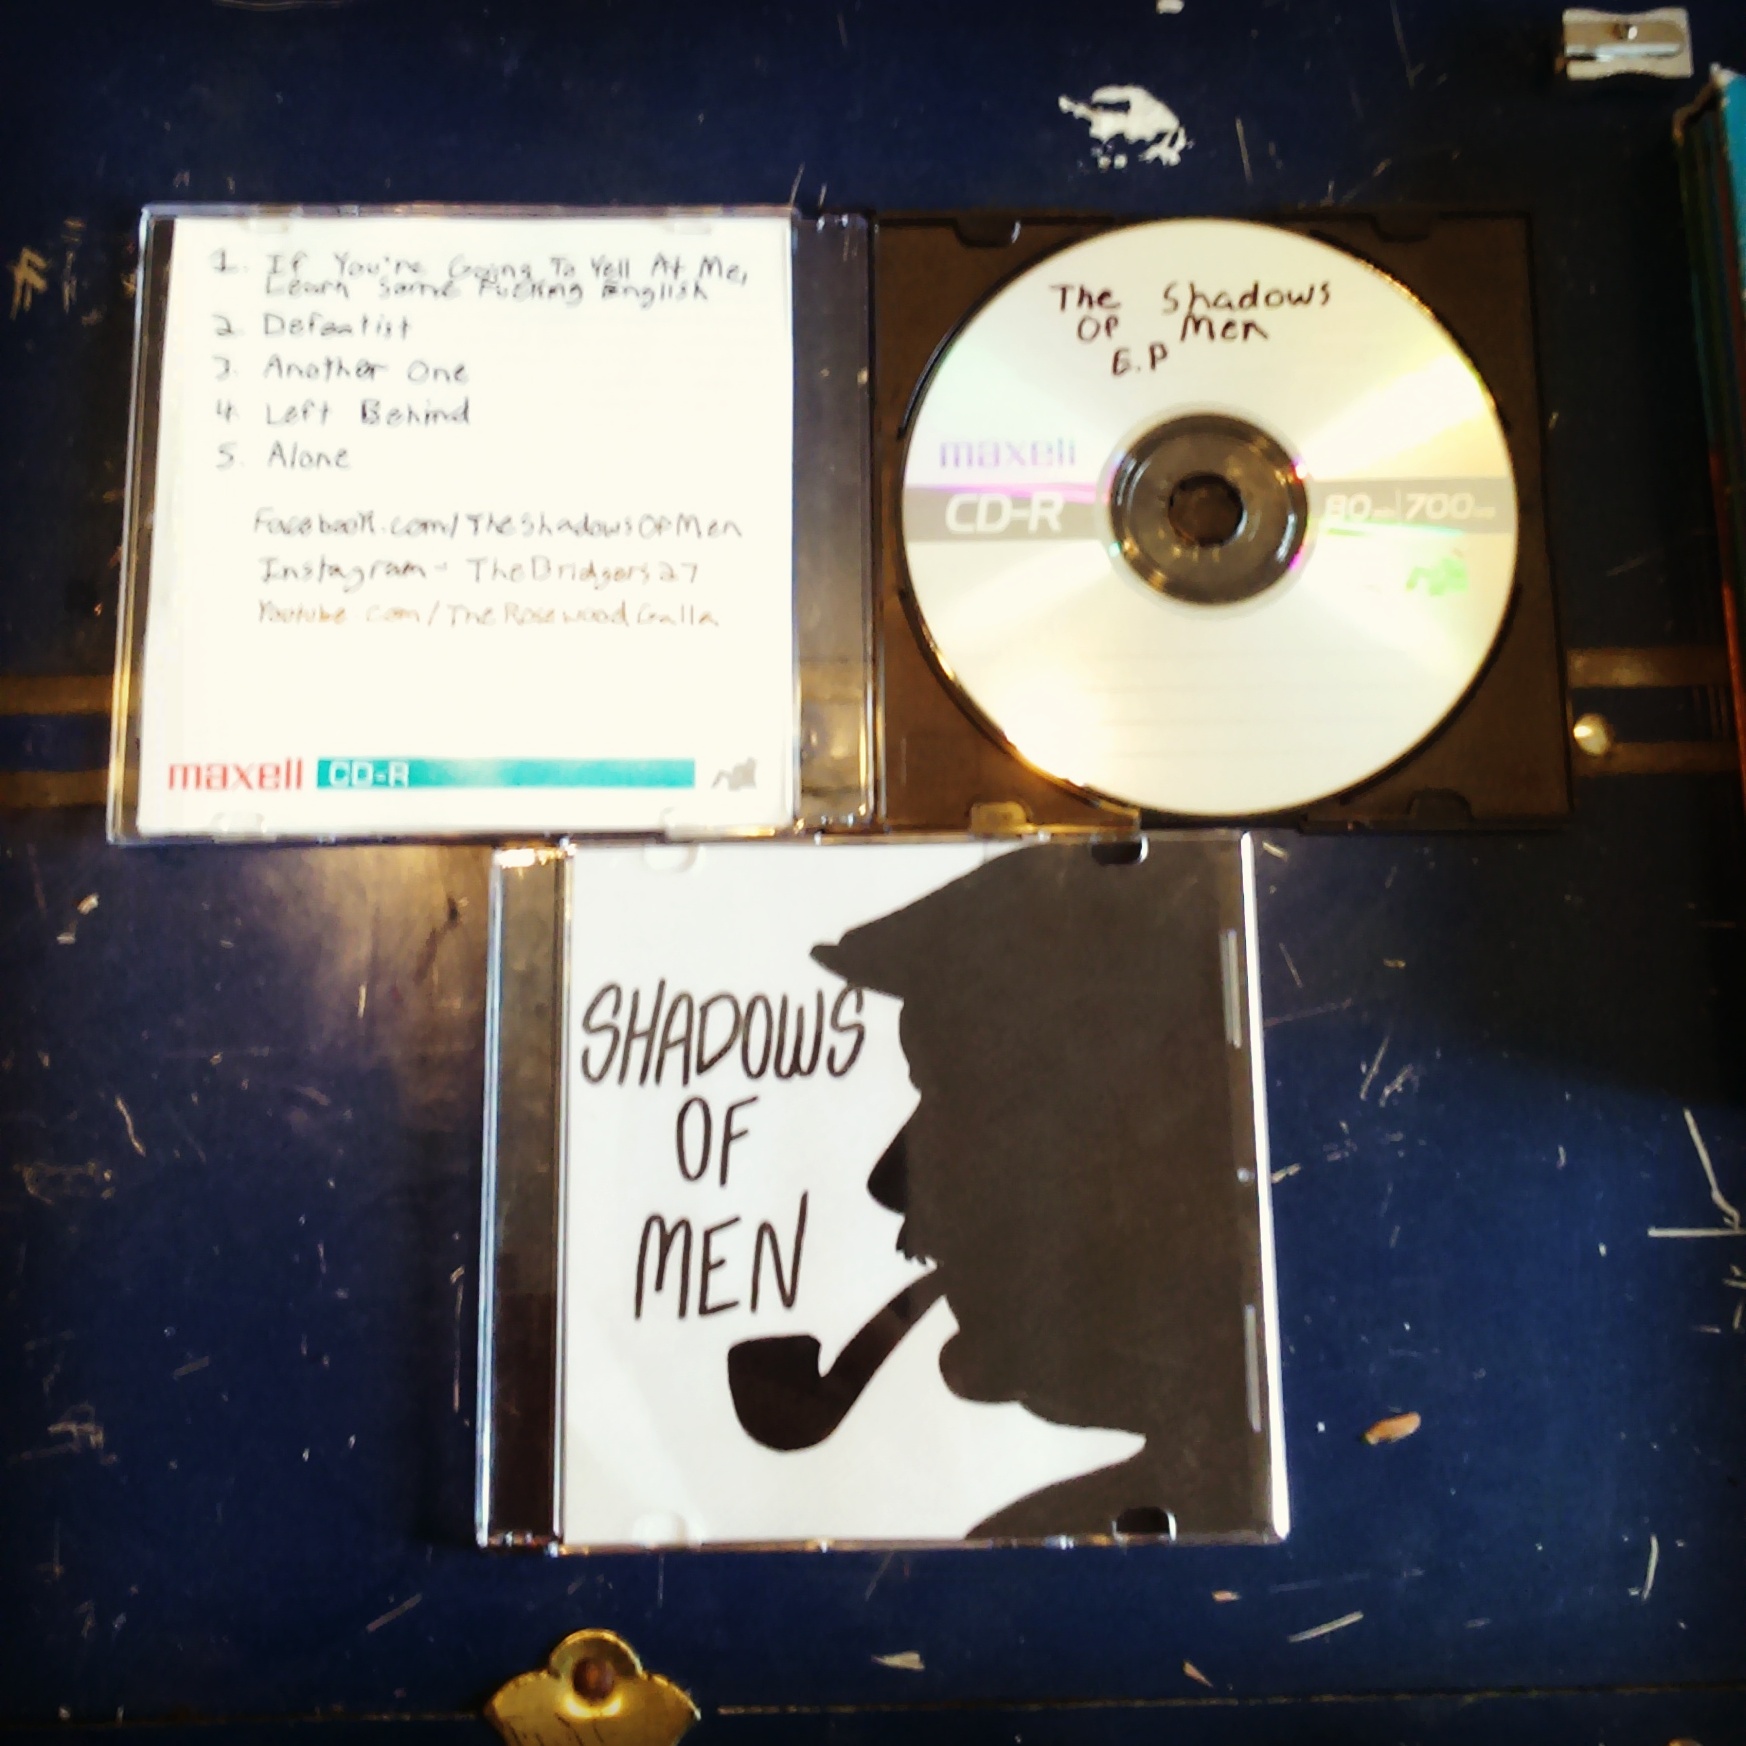 1. If You're Going To Yell At Me,
Learn Some Fucking English
2. Defeatist
3. Another One
4. Left Behind
5. Alone
Facebook.com/TheShadowsOfMen
Instagram- TheBridgers27
Youtube.com/TheRosewoodGalla
maxell CD-R
The Shadows
Of Men
E.P
maxell
CD-R 80min 700MB
SHADOWS
OF
MEN